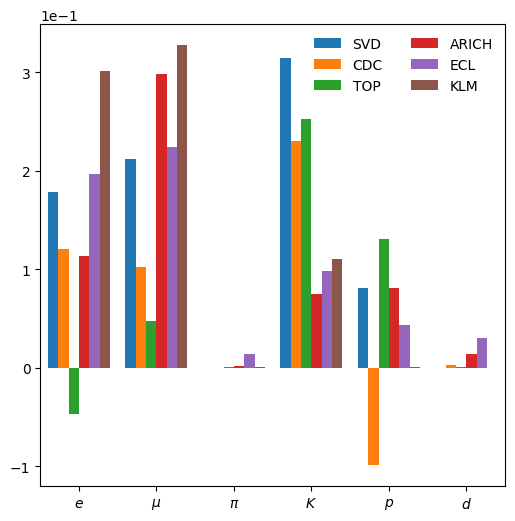 1e−1
SVD ARICH
CDC ECL
TOP KLM
3
2
1
0
−1
e μ π K p d